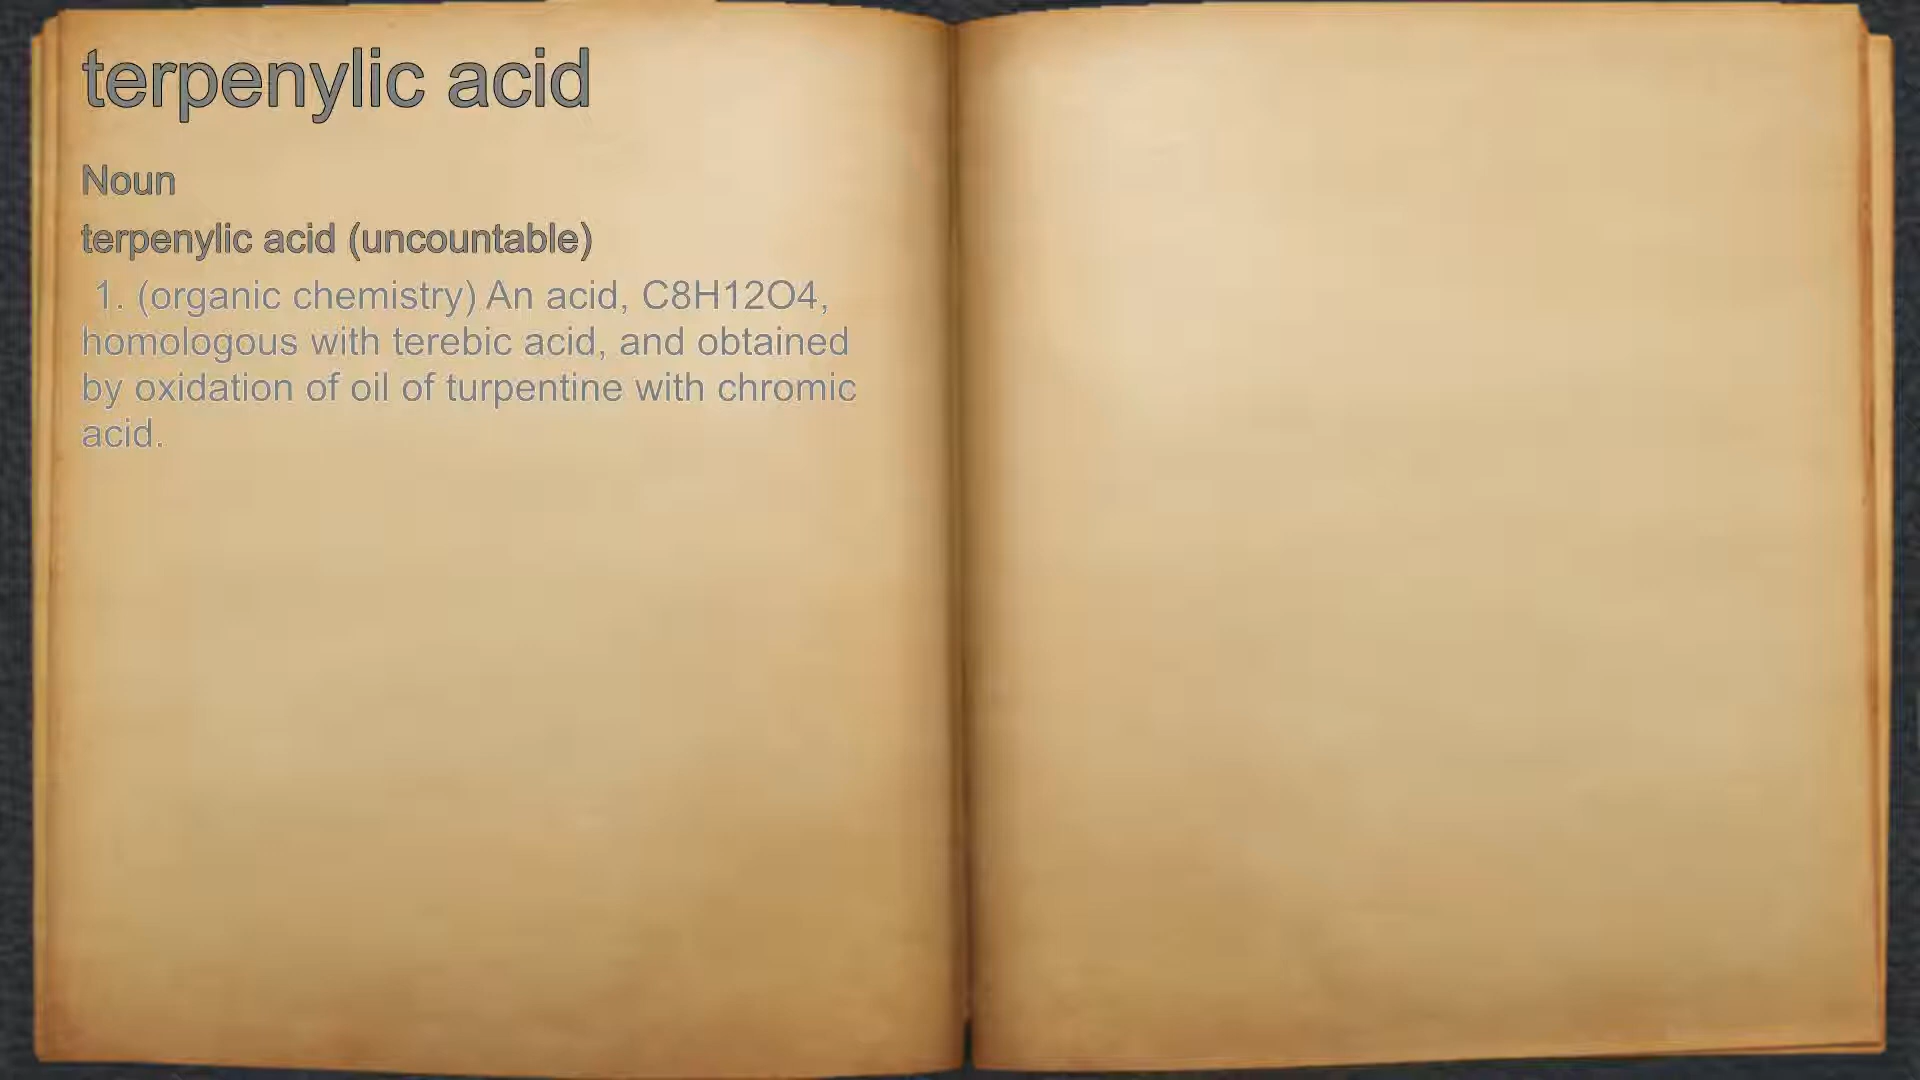 terpenylic acid
Noun
terpenylic acid (uncountable)
1. (organic chemistry) An acid, C8H12O4,
homologous with terebic acid, and obtained
by oxidation of oil of turpentine with chromic
acid.